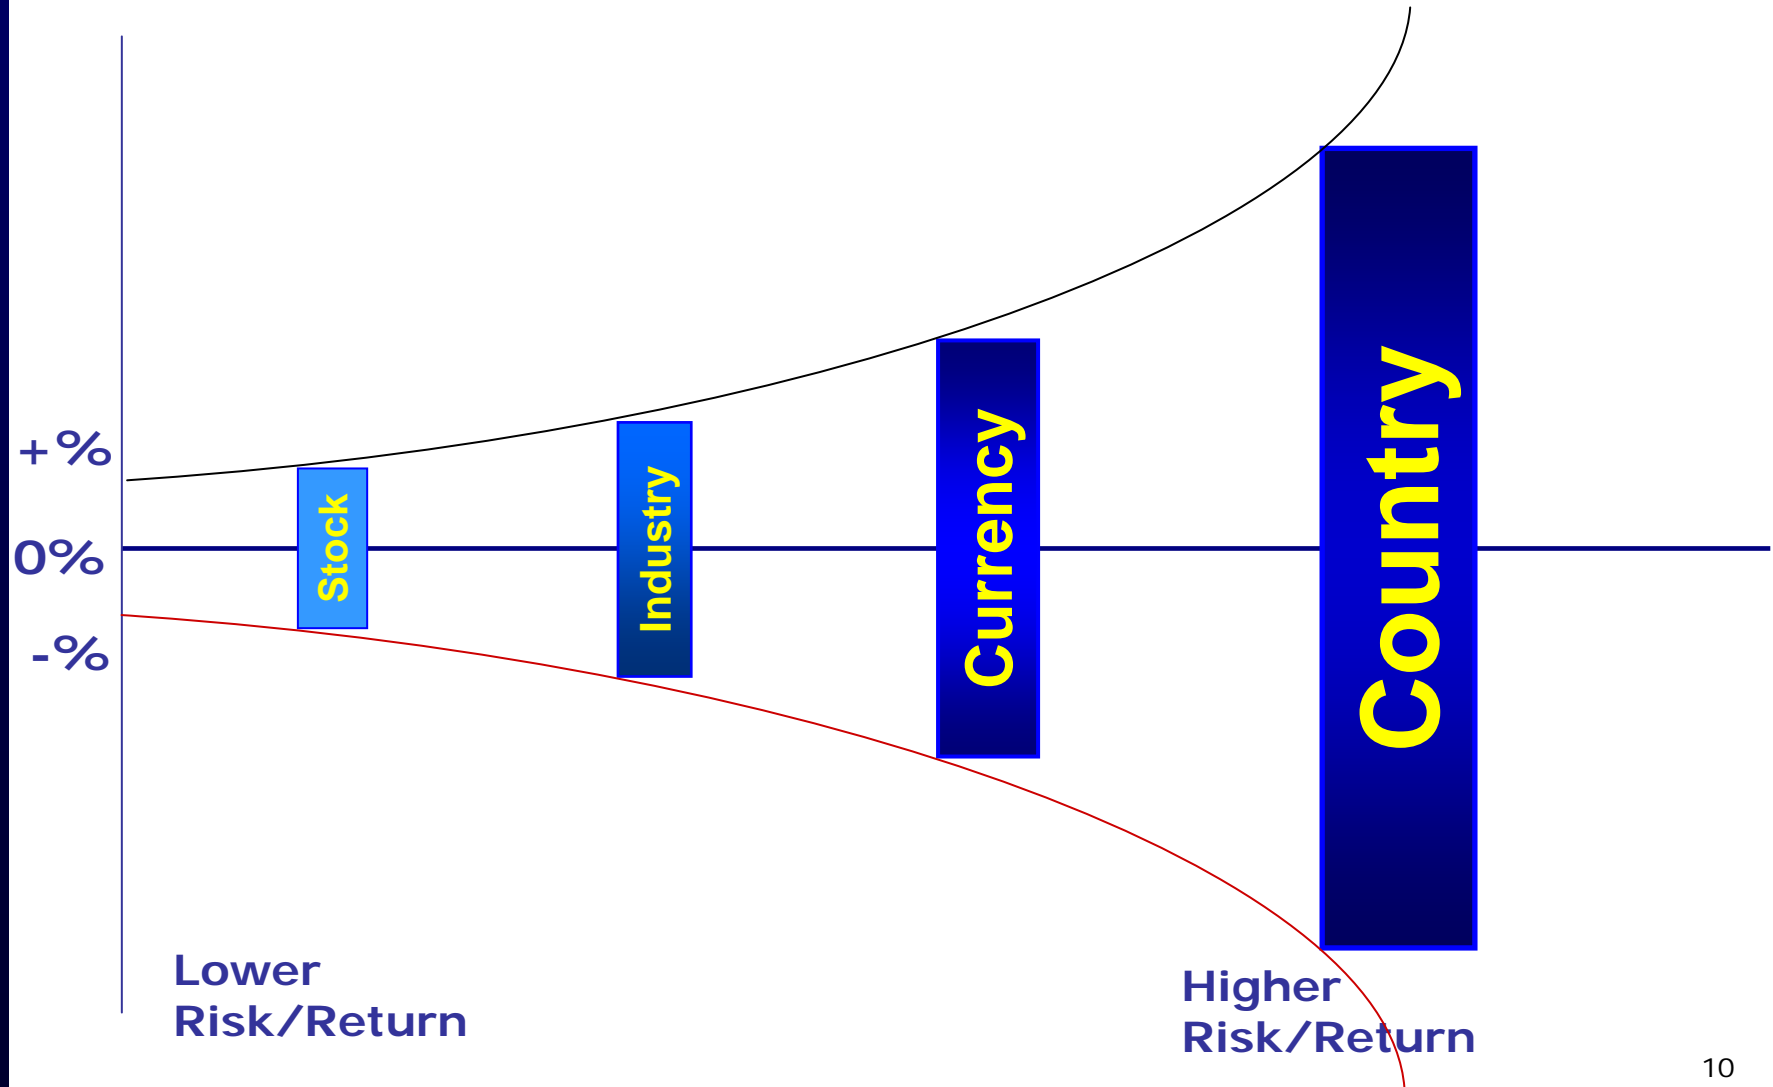 +%
0%
-%
Stock
Industry
Currency
Country
Lower
Risk/Return
Higher
Risk/Return
10